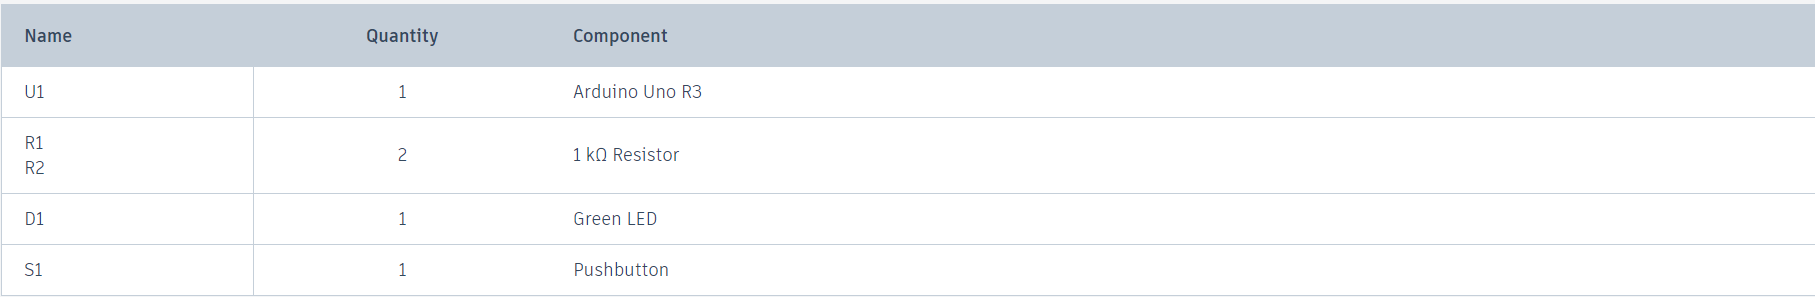 Name Quantity Component
U1 1 Arduino Uno R3
R1
R2
2 1 kΩ Resistor
D1 1 Green LED
S1 1 Pushbutton